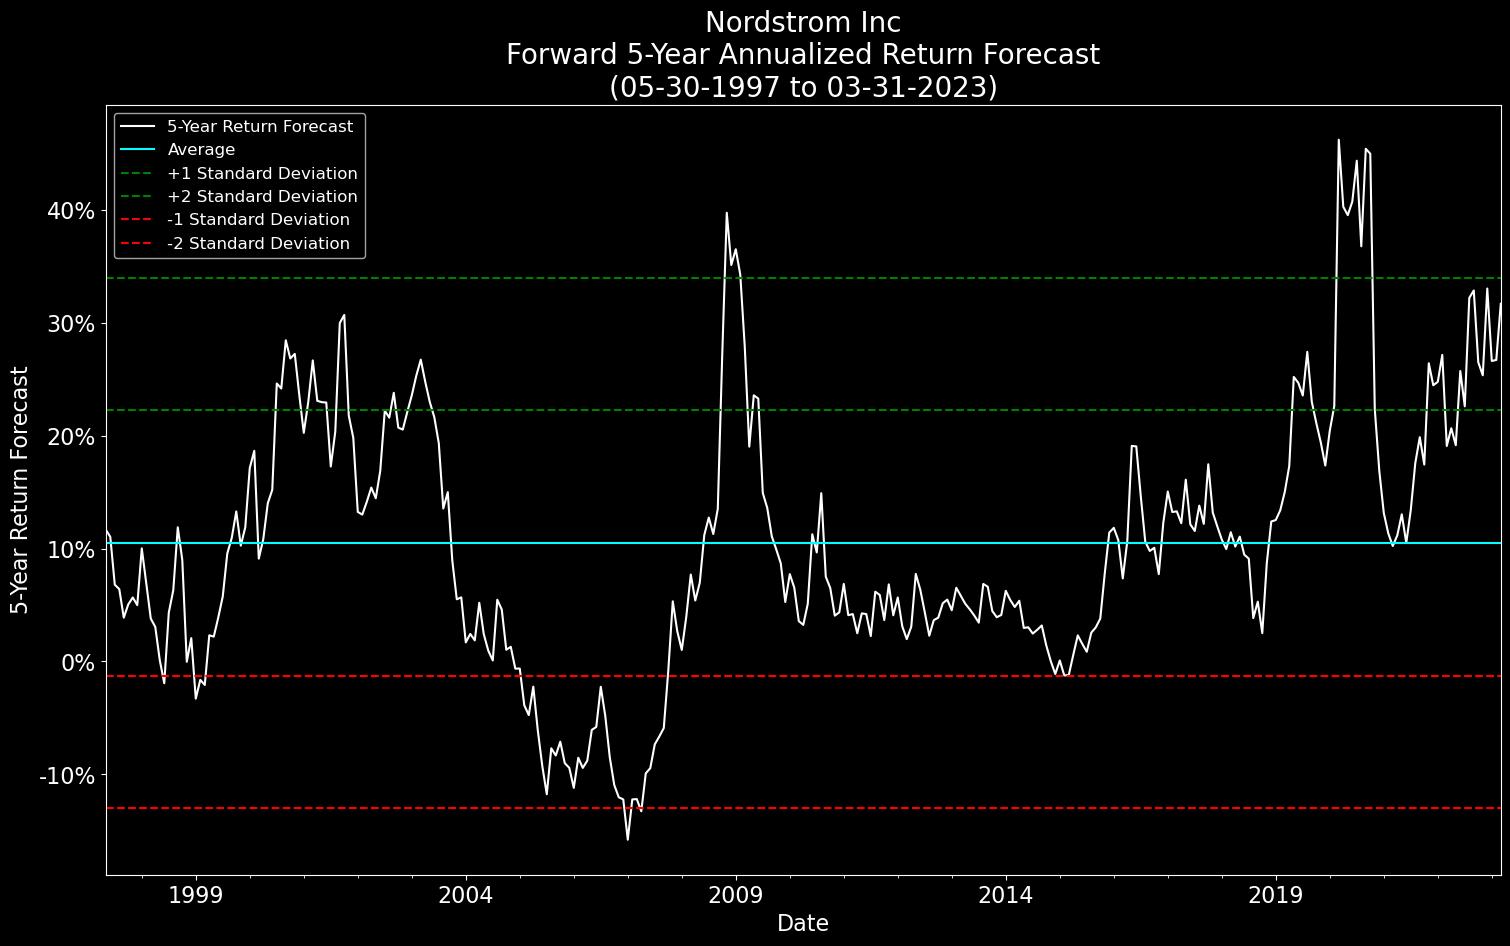 Nordstrom Inc
Forward 5-Year Annualized Return Forecast
(05-30-1997 to 03-31-2023)
5-Year Return Forecast
Average
+1 Standard Deviation
+2 Standard Deviation
-1 Standard Deviation
-2 Standard Deviation
5-Year Return Forecast
40%
30%
20%
10%
0%
-10%
1999
2004
2009
2014
2019
Date